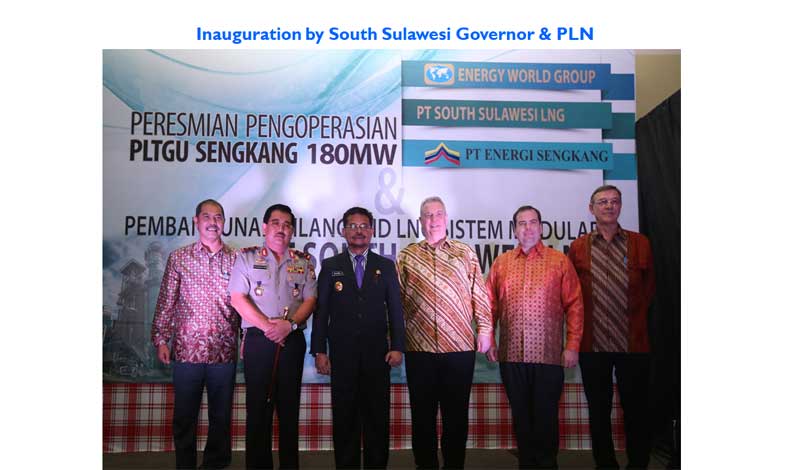 Inauguration by South Sulawesi Governor & PLN
ENERGY WORLD GROUP
PT SOUTH SULAWESI LNG
PT ENERGI SENGKANG
PERESMIAN PENGOPERASIAN
PLTGU SENGKANG 180MW
&
SISTEM MODULAR
SOUTH